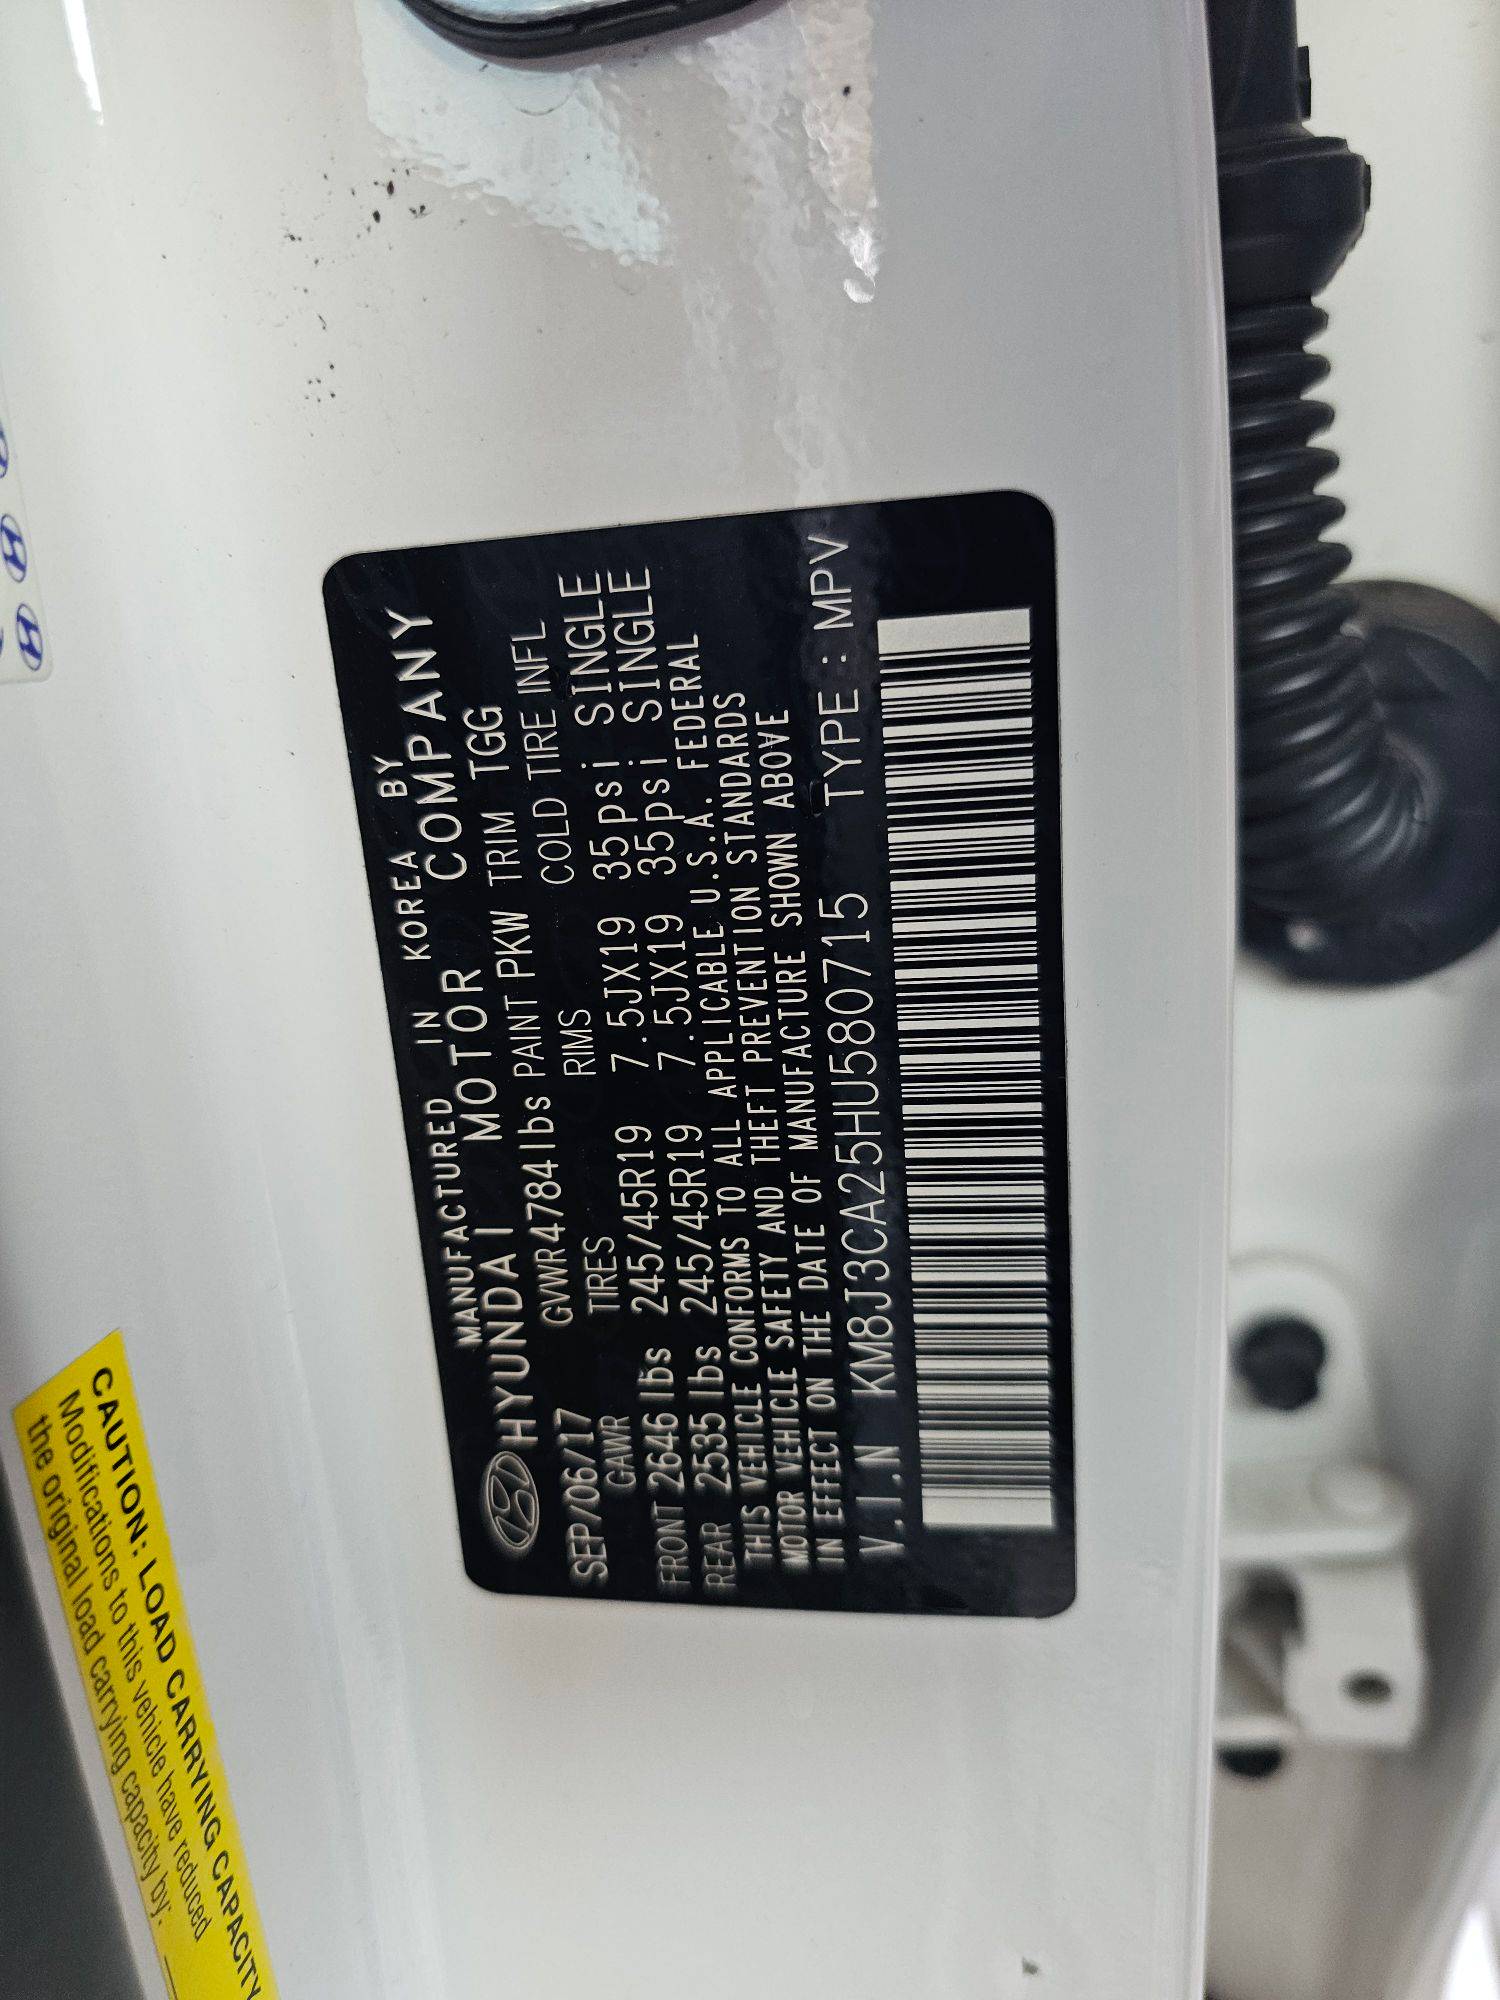 MANUFACTURED IN KOREA BY
HYUNDAI MOTOR COMPANY
SEP/06/17 GVWR 4784 lbs PAINT PKW TRIM TGG
GAWR TIRES RIMS COLD TIRE INFL
FRONT 2646 lbs 245/45R19 7.5JX19 35psi SINGLE
REAR 2535 lbs 245/45R19 7.5JX19 35psi SINGLE
THIS VEHICLE CONFORMS TO ALL APPLICABLE U.S.A. FEDERAL
MOTOR VEHICLE SAFETY AND THEFT PREVENTION STANDARDS
IN EFFECT ON THE DATE OF MANUFACTURE SHOWN ABOVE
V.I.N KM8J3CA25HU580715 TYPE : MPV
CAUTION: LOAD CARRYING CAPACITY
Modifications to this vehicle have reduced
the original load carrying capacity by: